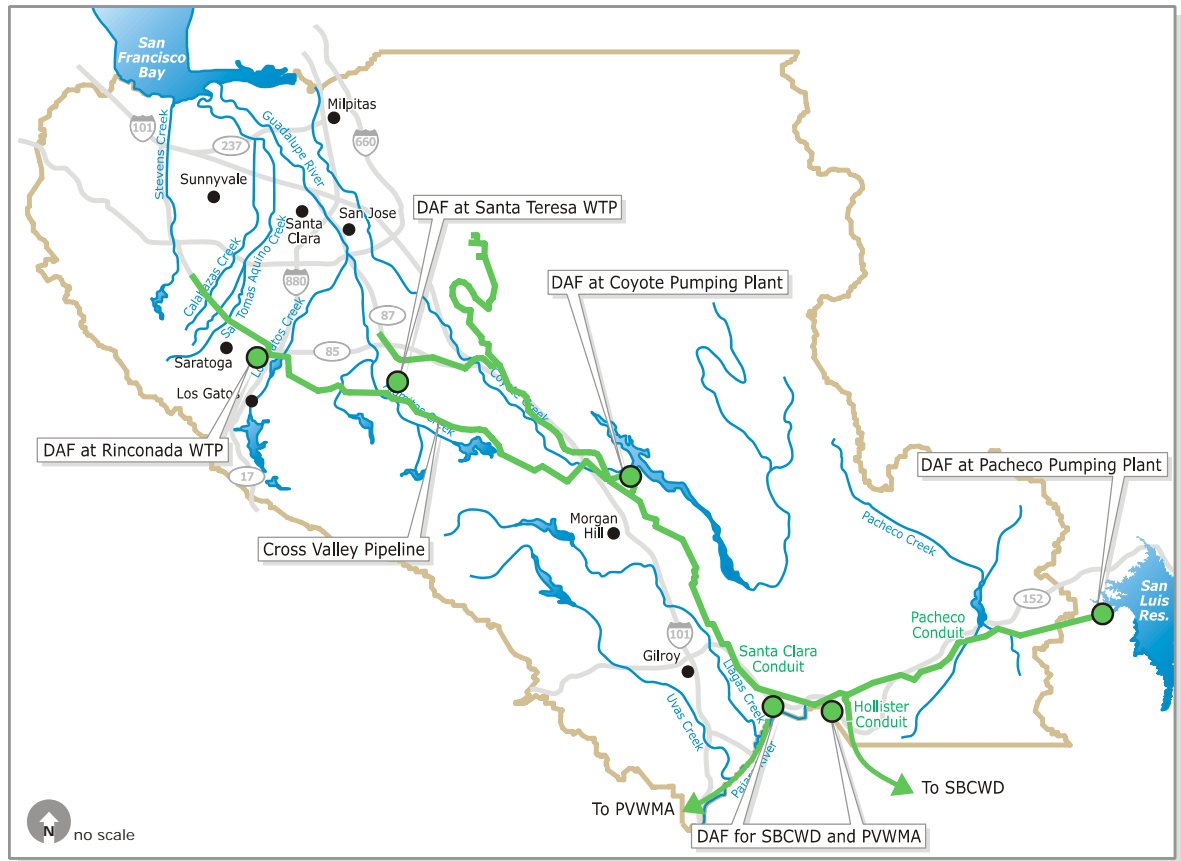 San
Francisco
Bay
Milpitas
101
237
660
Stevens Creek
Guadalupe River
Sunnyvale
Santa
Clara
San Jose
DAF at Santa Teresa WTP
Calabazas Creek
Tomas Aquino Creek
880
DAF at Coyote Pumping Plant
87
85
Saratoga
Los Gatos
Coyote Creek
Creek
DAF at Rinconada WTP
17
DAF at Pacheco Pumping Plant
Cross Valley Pipeline
Morgan
Hill
Pacheco Creek
San
Luis
Res.
152
Pacheco
Conduit
101
Gilroy
Santa Clara
Conduit
Llagas Creek
Uvas Creek
Hollister
Conduit
River
To PVWMA
To SBCWD
DAF for SBCWD and PVWMA
N
no scale